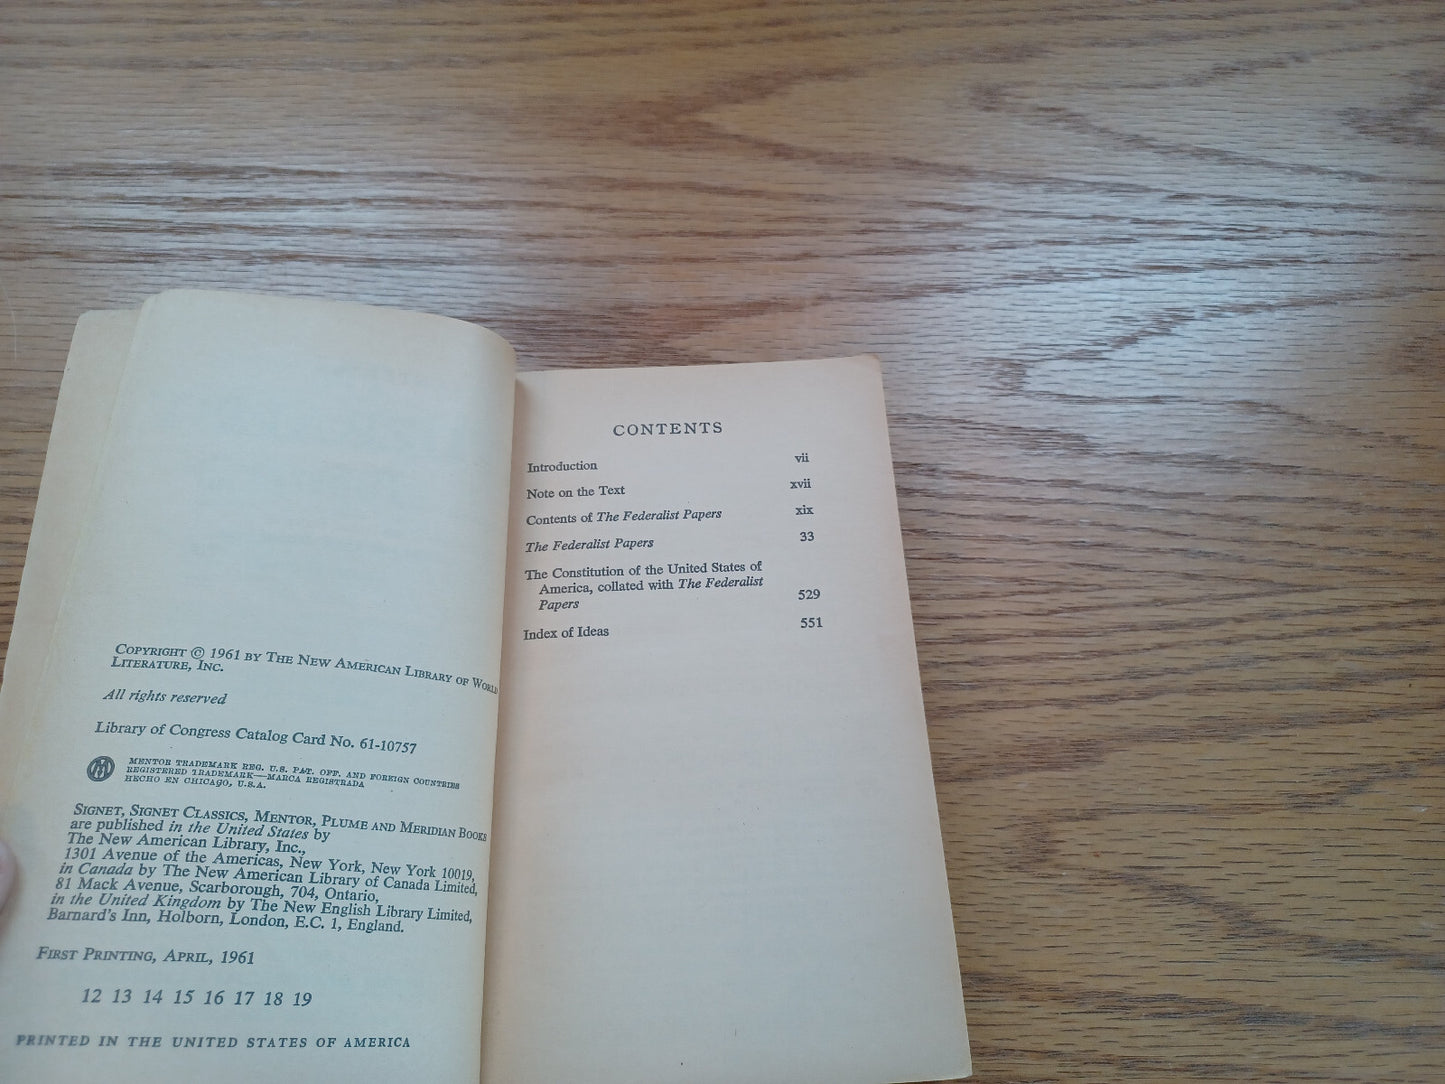 COPYRIGHT © 1961 BY THE NEW AMERICAN LIBRARY OF WORLD
LITERATURE, INC.
All rights reserved
Library of Congress Catalog Card No. 61-10757
MENTOR TRADEMARK REG. U.S. PAT. OFF. AND FOREIGN COUNTRIES
REGISTERED TRADEMARK—MARCA REGISTRADA
HECHO EN CHICAGO, U.S.A.
SIGNET, SIGNET CLASSICS, MENTOR, PLUME AND MERIDIAN BOOKS
are published in the United States by
The New American Library, Inc.,
1301 Avenue of the Americas, New York, New York 10019,
in Canada by The New American Library of Canada Limited,
81 Mack Avenue, Scarborough, 704, Ontario,
in the United Kingdom by The New English Library Limited,
Barnard's Inn, Holborn, London, E.C. 1, England.
FIRST PRINTING, APRIL, 1961
12 13 14 15 16 17 18 19
PRINTED IN THE UNITED STATES OF AMERICA
CONTENTS
Introduction vii
Note on the Text xvii
Contents of The Federalist Papers xix
The Federalist Papers 33
The Constitution of the United States of
America, collated with The Federalist
Papers 529
Index of Ideas 551